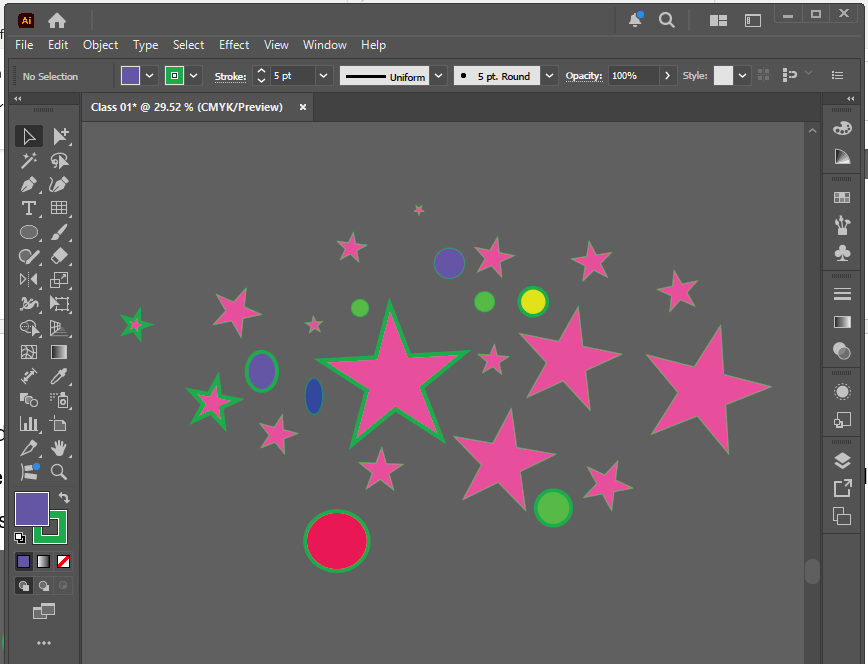 Ai
File Edit Object Type Select Effect View Window Help
No Selection Stroke: 5 pt Uniform 5 pt. Round Opacity: 100% Style:
Class 01* @ 29.52 % (CMYK/Preview) ×